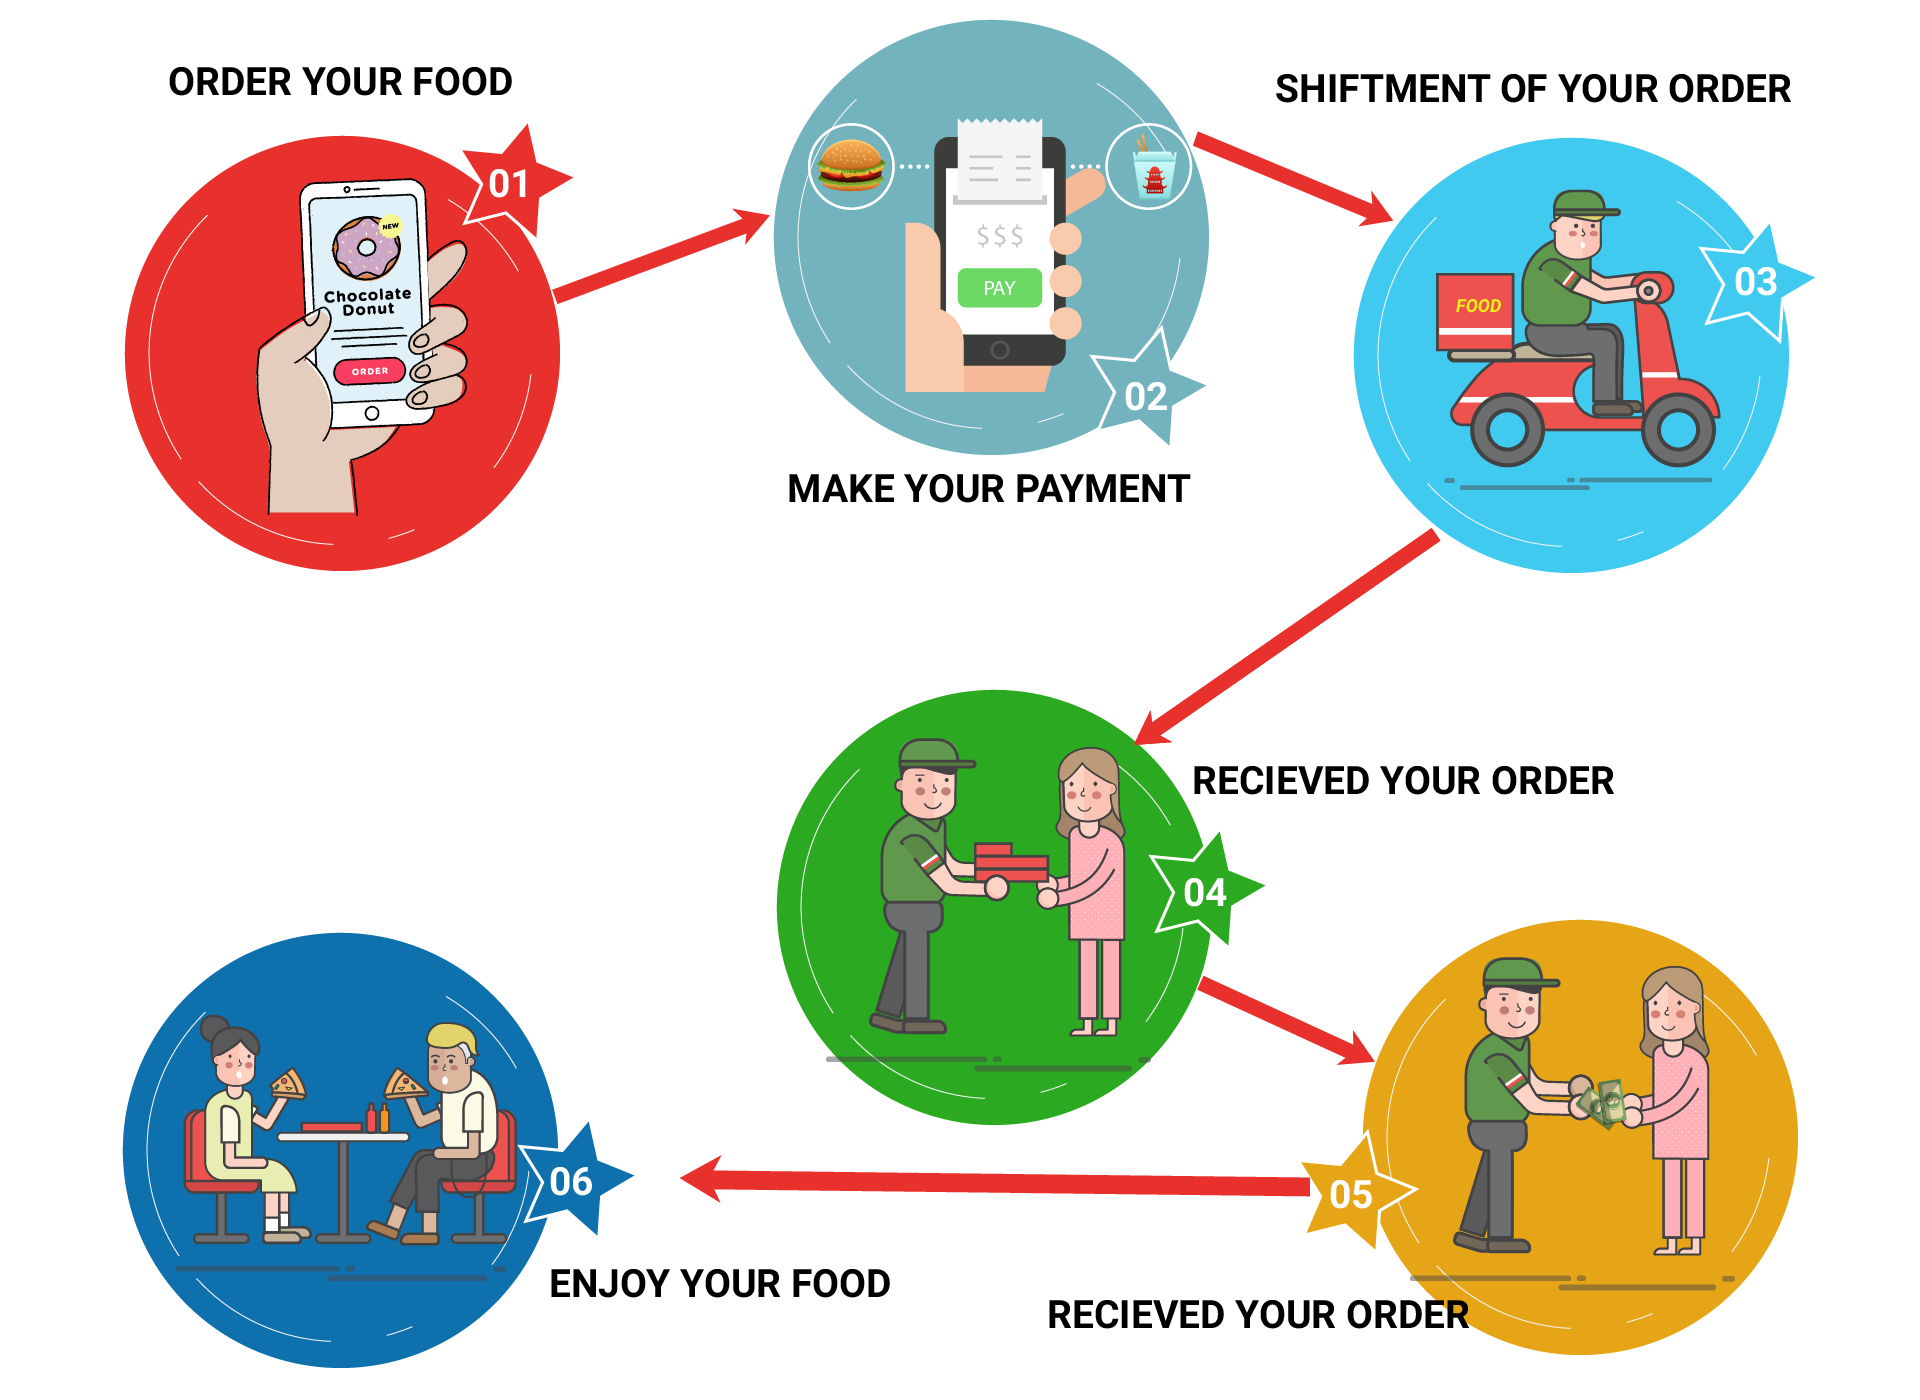 ORDER YOUR FOOD
01
NEW
Chocolate
Donut
ORDER
$$$
PAY
02
MAKE YOUR PAYMENT
SHIFTMENT OF YOUR ORDER
FOOD
03
RECIEVED YOUR ORDER
04
05
RECIEVED YOUR ORDER
06
ENJOY YOUR FOOD